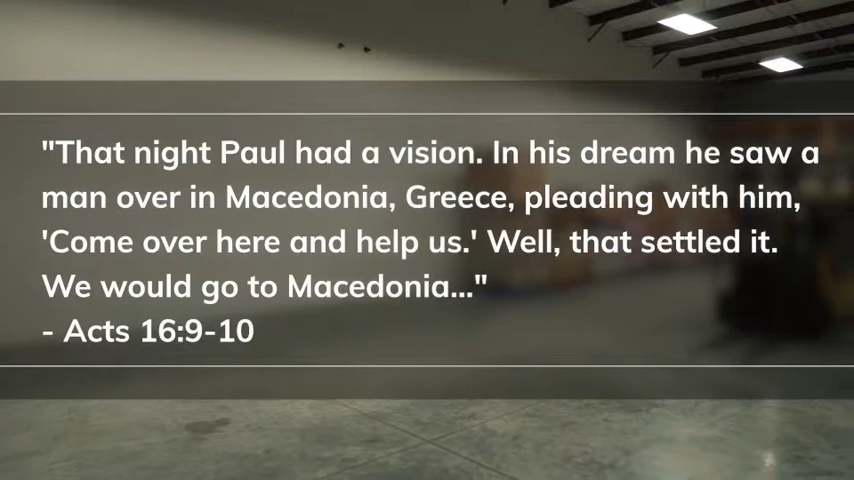 "That night Paul had a vision. In his dream he saw a
man over in Macedonia, Greece, pleading with him,
'Come over here and help us.' Well, that settled it.
We would go to Macedonia..."
- Acts 16:9-10